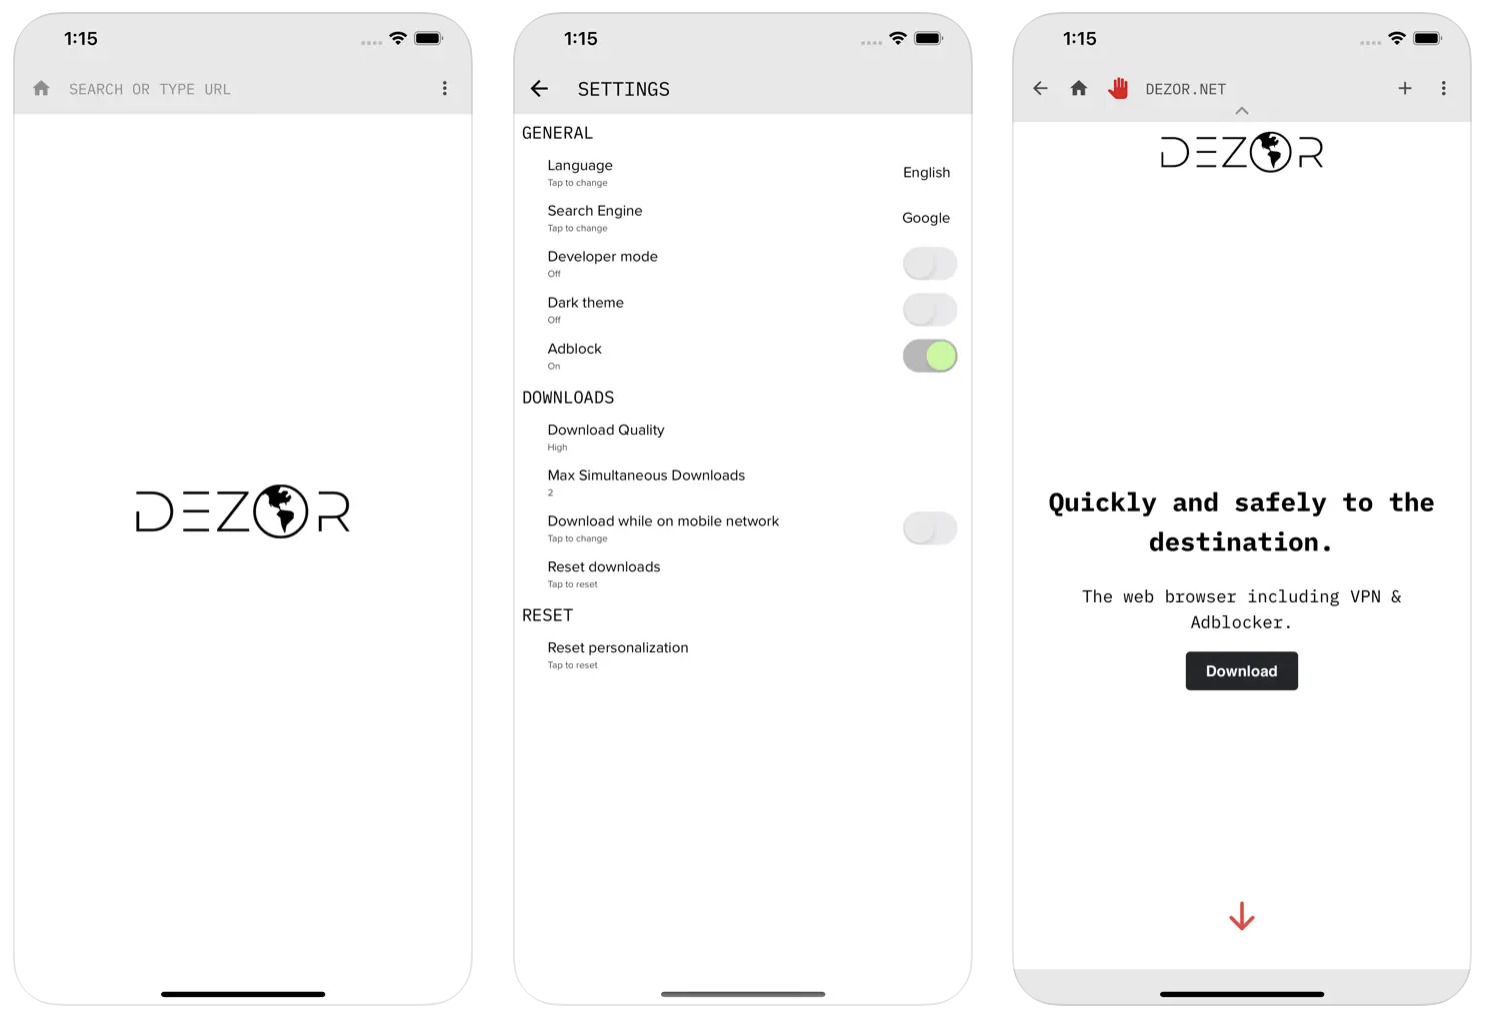 1:15
SEARCH OR TYPE URL
DEZOR
1:15
SETTINGS
GENERAL
Language
Tap to change
English
Search Engine
Tap to change
Google
Developer mode
Off
Dark theme
Off
Adblock
On
DOWNLOADS
Download Quality
High
Max Simultaneous Downloads
2
Download while on mobile network
Tap to change
Reset downloads
Tap to reset
RESET
Reset personalization
Tap to reset
1:15
DEZOR.NET
DEZOR
Quickly and safely to the
destination.
The web browser including VPN &
Adblocker.
Download